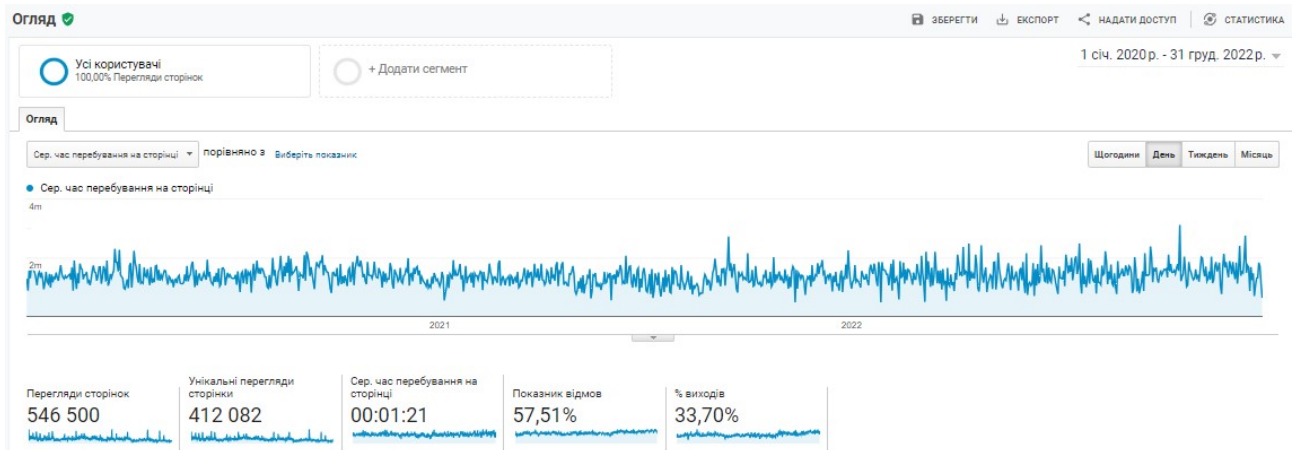 Огляд
ЗБЕРЕГТИ ЕКСПОРТ НАДАТИ ДОСТУП СТАТИСТИКА
Усі користувачі
100,00% Перегляди сторінок
+ Додати сегмент
1 січ. 2020 р. - 31 груд. 2022 р.
Огляд
Сер. час перебування на сторінці порівняно з Виберіть показник
Щогодини День Тиждень Місяць
Сер. час перебування на сторінці
4m
2m
2021 2022
Перегляди сторінок
546 500
Унікальні перегляди
сторінки
412 082
Сер. час перебування на
сторінці
00:01:21
Показник відмов
57,51%
% виходів
33,70%